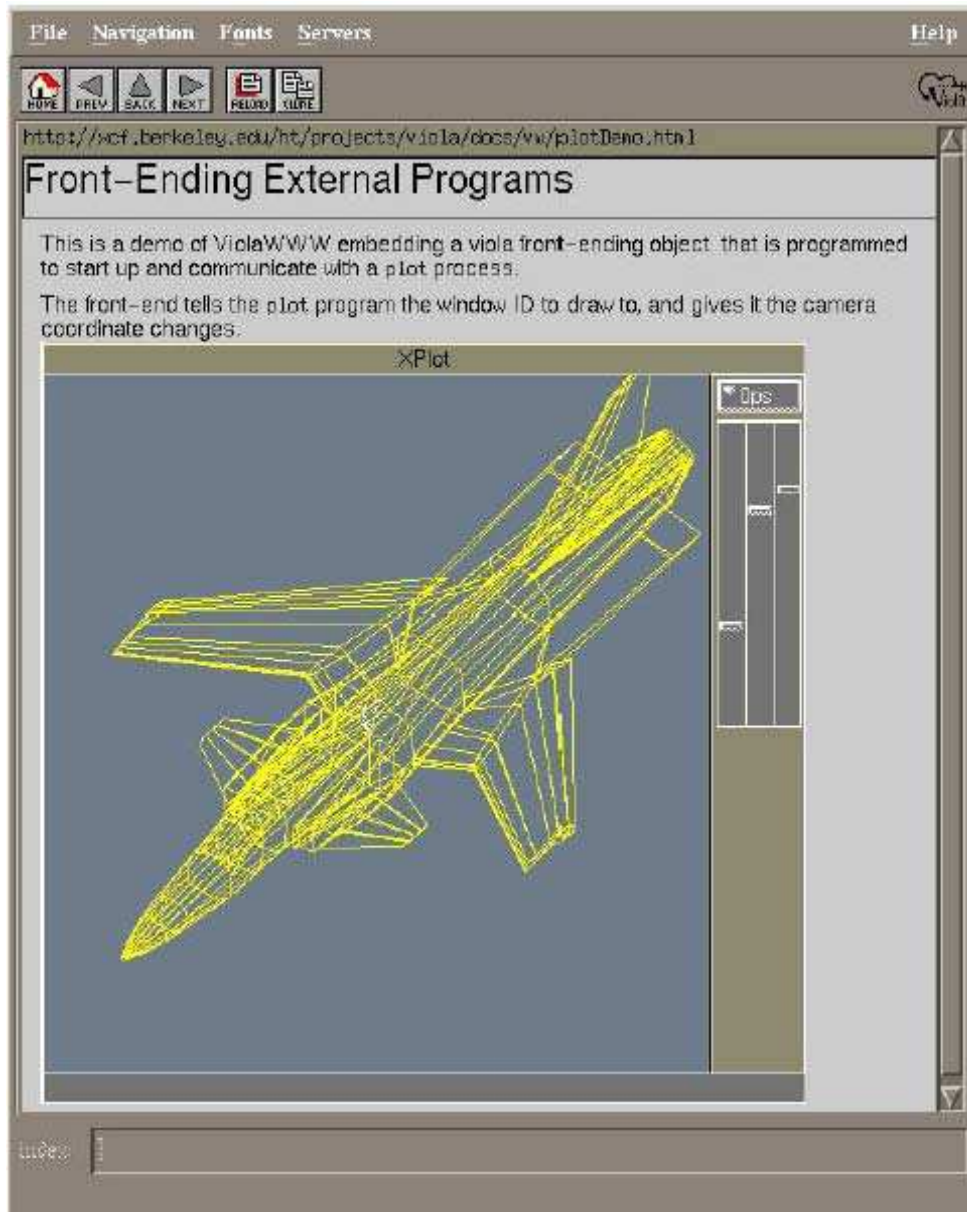 File Navigation Fonts Servers Help
HOME PREV BACK NEXT RELOAD CLONE Viola
http://xcf.berkeley.edu/ht/projects/viola/docs/vw/plotDemo.html
Front-Ending External Programs
This is a demo of ViolaWWW embedding a viola front-ending object that is programmed
to start up and communicate with a plot process.
The front-end tells the plot program the window ID to draw to, and gives it the camera
coordinate changes.
XPlot
Ops
Index: